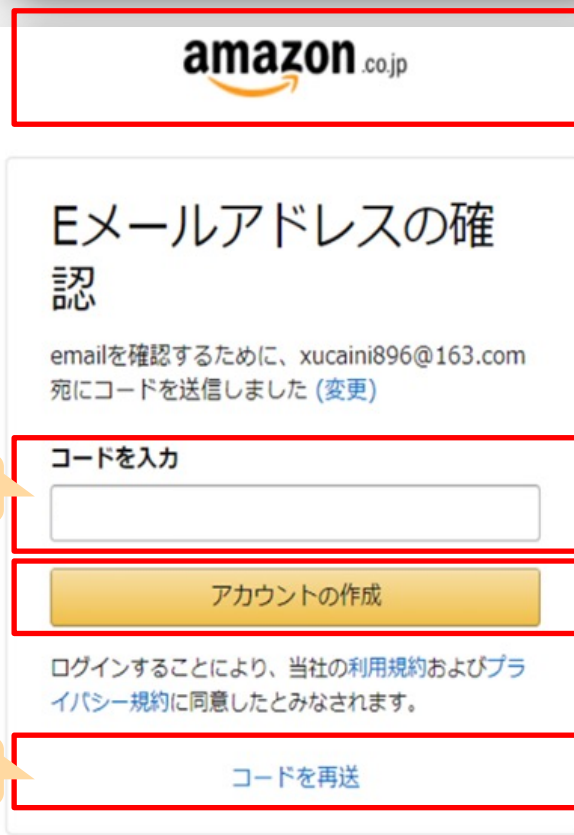 amazon.co.jp
Eメールアドレスの確
認
emailを確認するために、xucaini896@163.com
宛にコードを送信しました (変更)
コードを入力
アカウントの作成
ログインすることにより、当社の利用規約およびプラ
イバシー規約に同意したとみなされます。
コードを再送